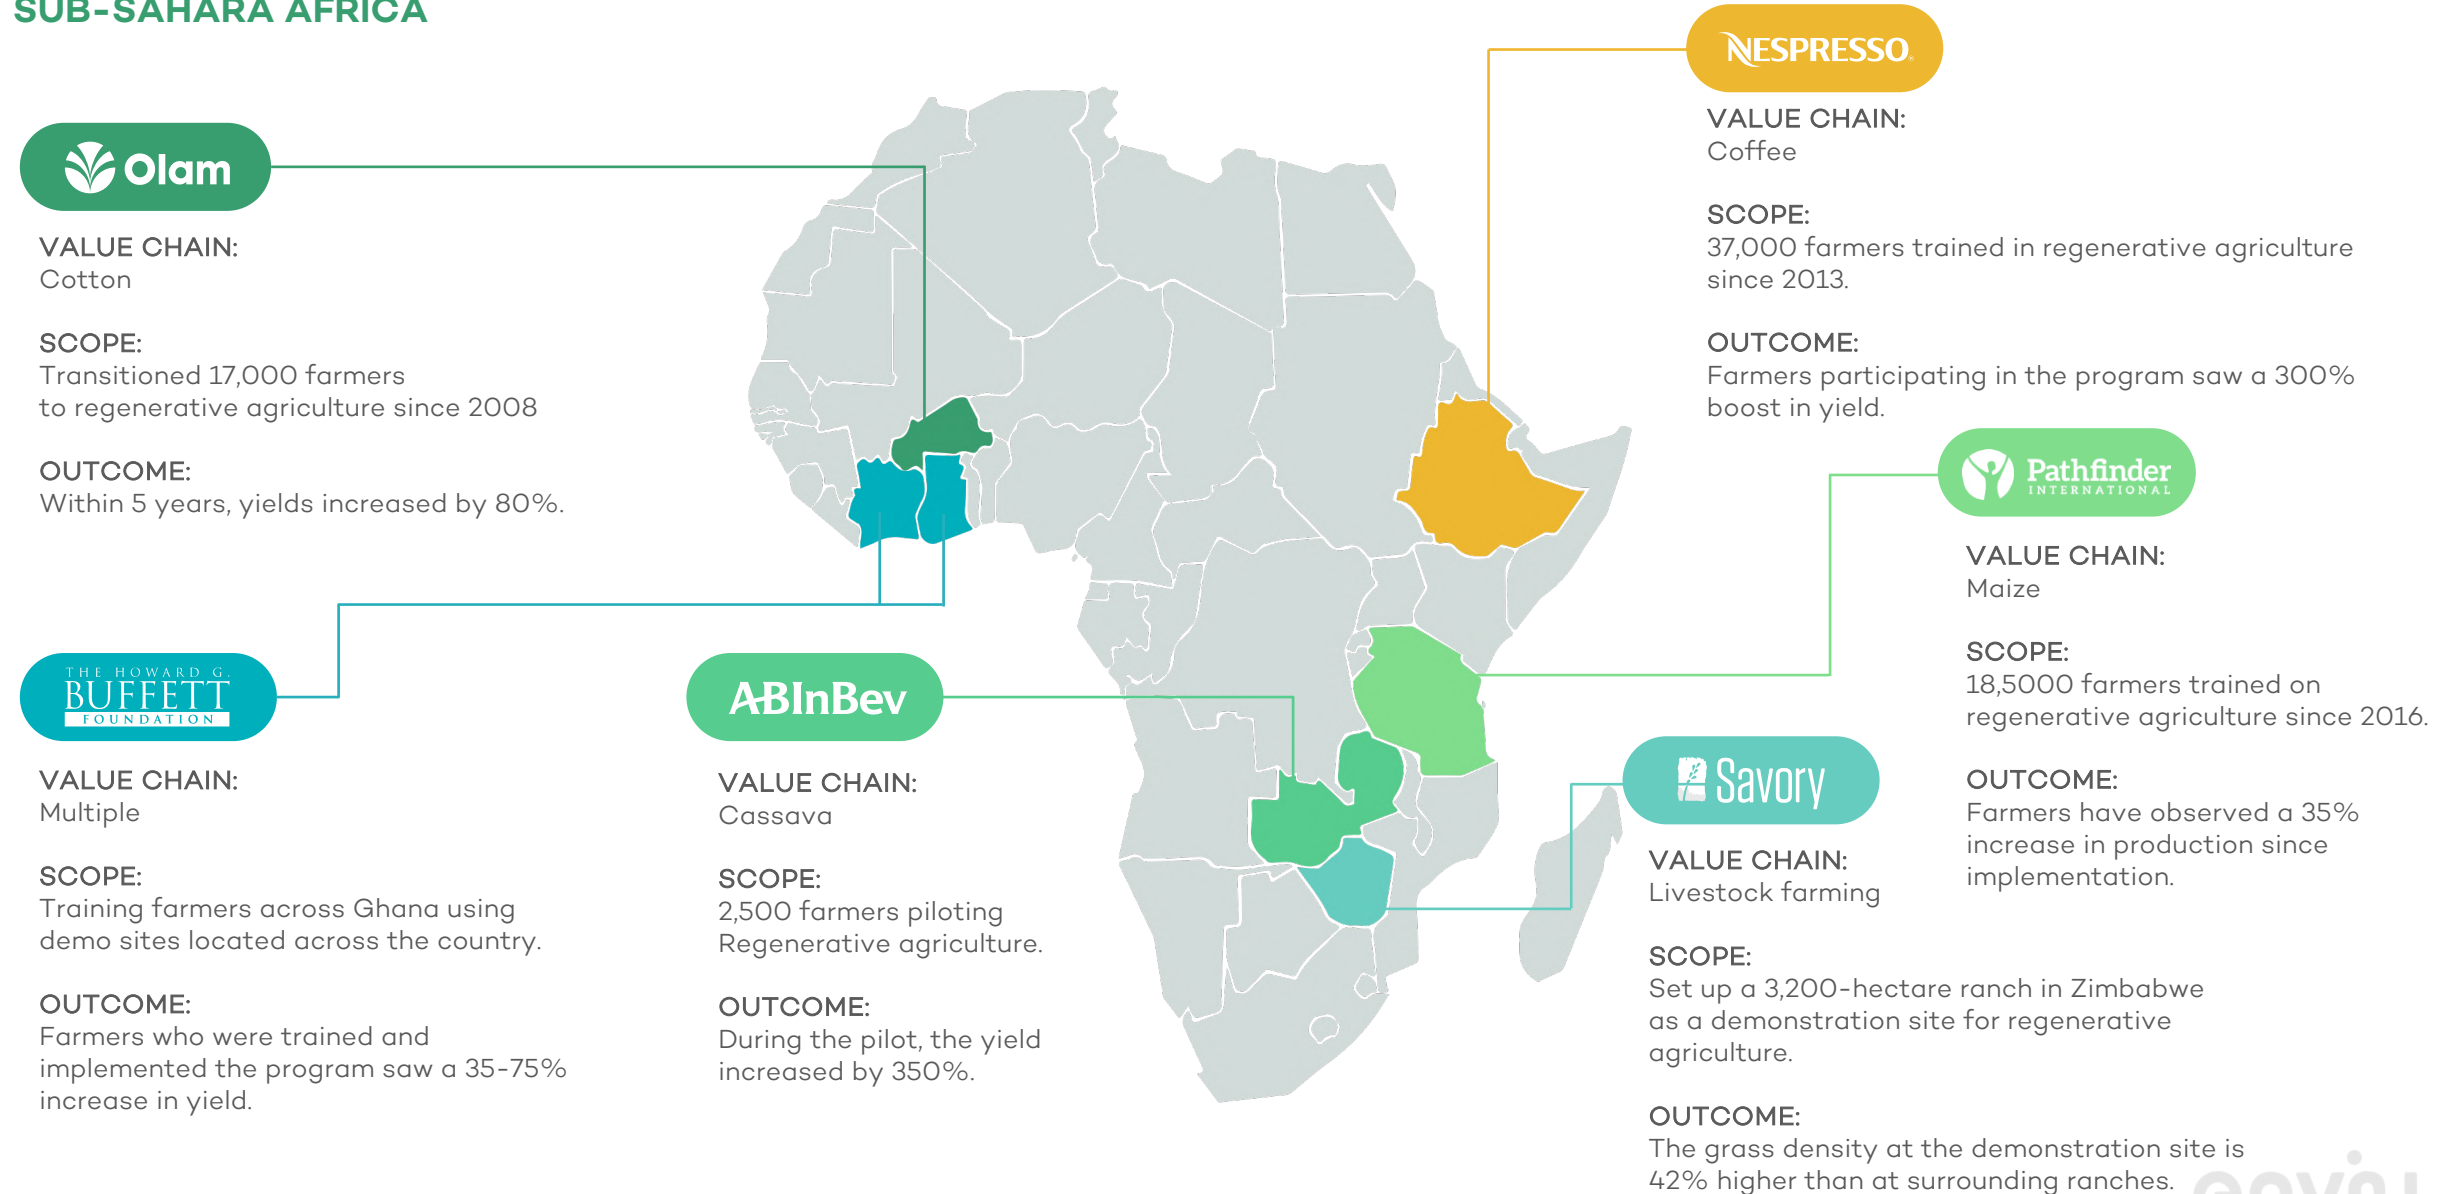 SUB-SAHARA AFRICA
Olam
VALUE CHAIN:
Cotton
SCOPE:
Transitioned 17,000 farmers
to regenerative agriculture since 2008
OUTCOME:
Within 5 years, yields increased by 80%.
THE HOWARD G.
BUFFETT
FOUNDATION
VALUE CHAIN:
Multiple
SCOPE:
Training farmers across Ghana using
demo sites located across the country.
OUTCOME:
Farmers who were trained and
implemented the program saw a 35-75%
increase in yield.
ABInBev
VALUE CHAIN:
Cassava
SCOPE:
2,500 farmers piloting
Regenerative agriculture.
OUTCOME:
During the pilot, the yield
increased by 350%.
NESPRESSO
VALUE CHAIN:
Coffee
SCOPE:
37,000 farmers trained in regenerative agriculture
since 2013.
OUTCOME:
Farmers participating in the program saw a 300%
boost in yield.
Pathfinder
INTERNATIONAL
VALUE CHAIN:
Maize
SCOPE:
18,5000 farmers trained on
regenerative agriculture since 2016.
OUTCOME:
Farmers have observed a 35%
increase in production since
implementation.
Savory
VALUE CHAIN:
Livestock farming
SCOPE:
Set up a 3,200-hectare ranch in Zimbabwe
as a demonstration site for regenerative
agriculture.
OUTCOME:
The grass density at the demonstration site is
42% higher than at surrounding ranches.